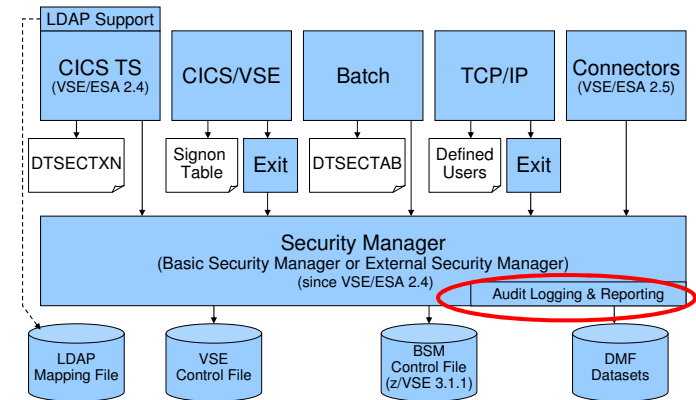 LDAP Support
CICS TS
(VSE/ESA 2.4)
CICS/VSE
Batch
TCP/IP
Connectors
(VSE/ESA 2.5)
DTSECTXN
Signon
Table
Exit
DTSECTAB
Defined
Users
Exit
Security Manager
(Basic Security Manager or External Security Manager)
(since VSE/ESA 2.4)
Audit Logging & Reporting
LDAP
Mapping File
VSE
Control File
BSM
Control File
(z/VSE 3.1.1)
DMF
Datasets